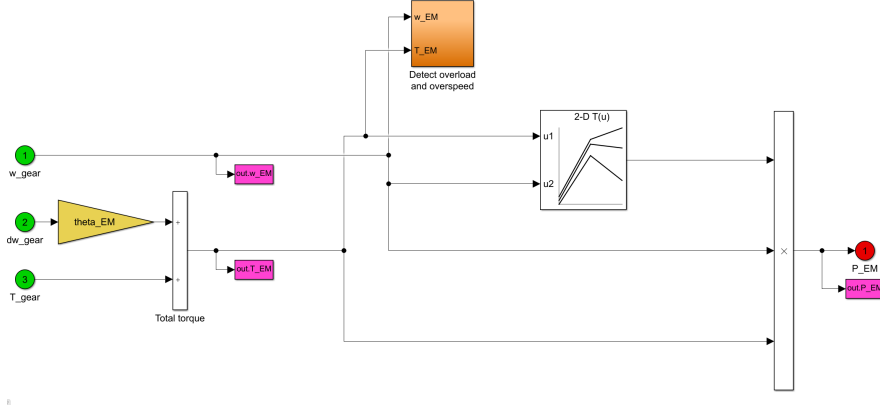 w_EM
T_EM
Detect overload
and overspeed
2-D T(u)
u1
u2
1
w_gear
out.w_EM
2
dw_gear
theta_EM
+
+
out.T_EM
3
T_gear
Total torque
×
1
P_EM
out.P_EM